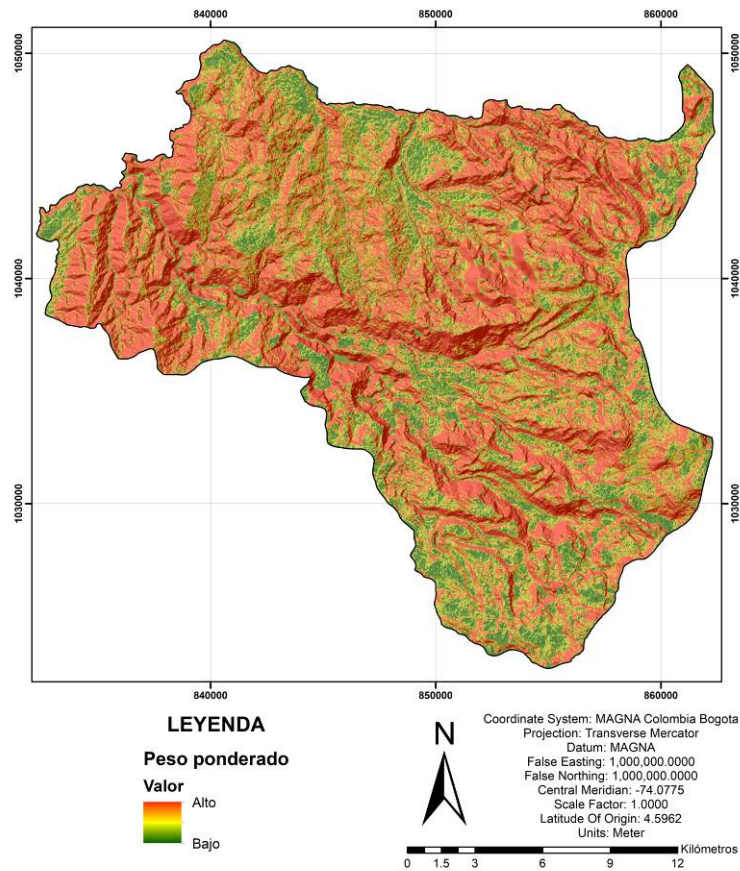 840000
850000
860000
1050000
1050000
1040000
1040000
1030000
1030000
840000
850000
860000
LEYENDA
Peso ponderado
Valor
Alto
Bajo
N
Coordinate System: MAGNA Colombia Bogota
Projection: Transverse Mercator
Datum: MAGNA
False Easting: 1,000,000.0000
False Northing: 1,000,000.0000
Central Meridian: -74.0775
Scale Factor: 1.0000
Latitude Of Origin: 4.5962
Units: Meter
Kilómetros
0 1.5 3 6 9 12